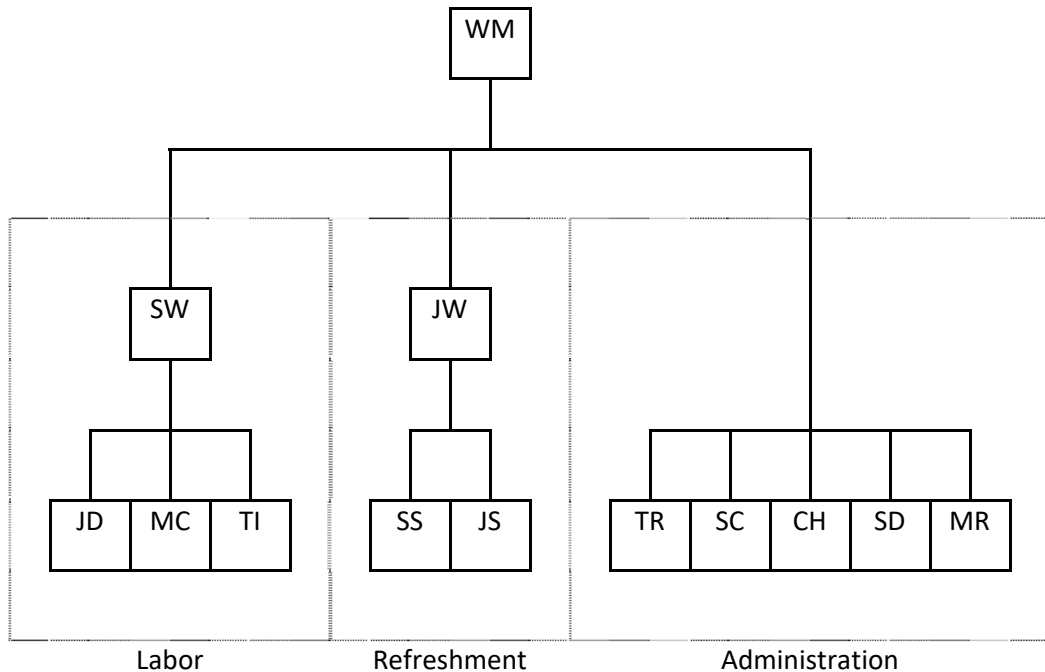 WM
SW JW
JD MC TI SS JS TR SC CH SD MR
Labor Refreshment Administration